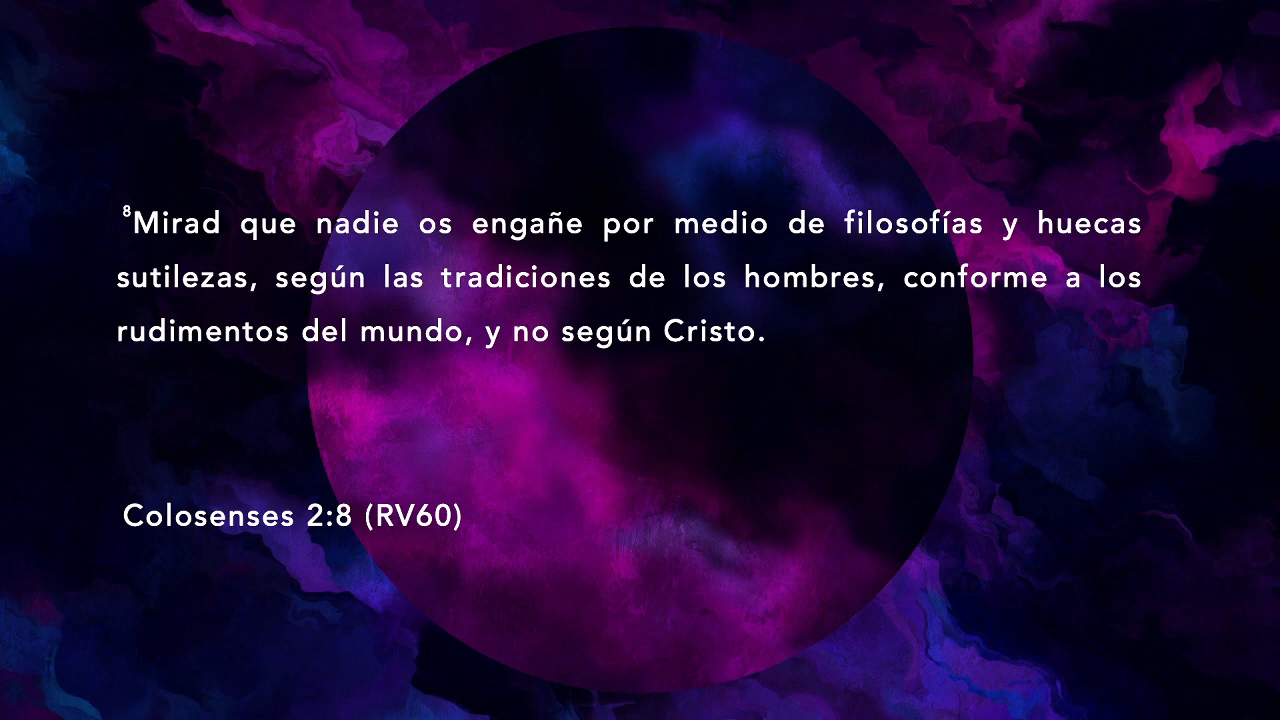 ⁸Mirad que nadie os engañe por medio de filosofías y huecas
sutilezas, según las tradiciones de los hombres, conforme a los
rudimentos del mundo, y no según Cristo.
Colosenses 2:8 (RV60)